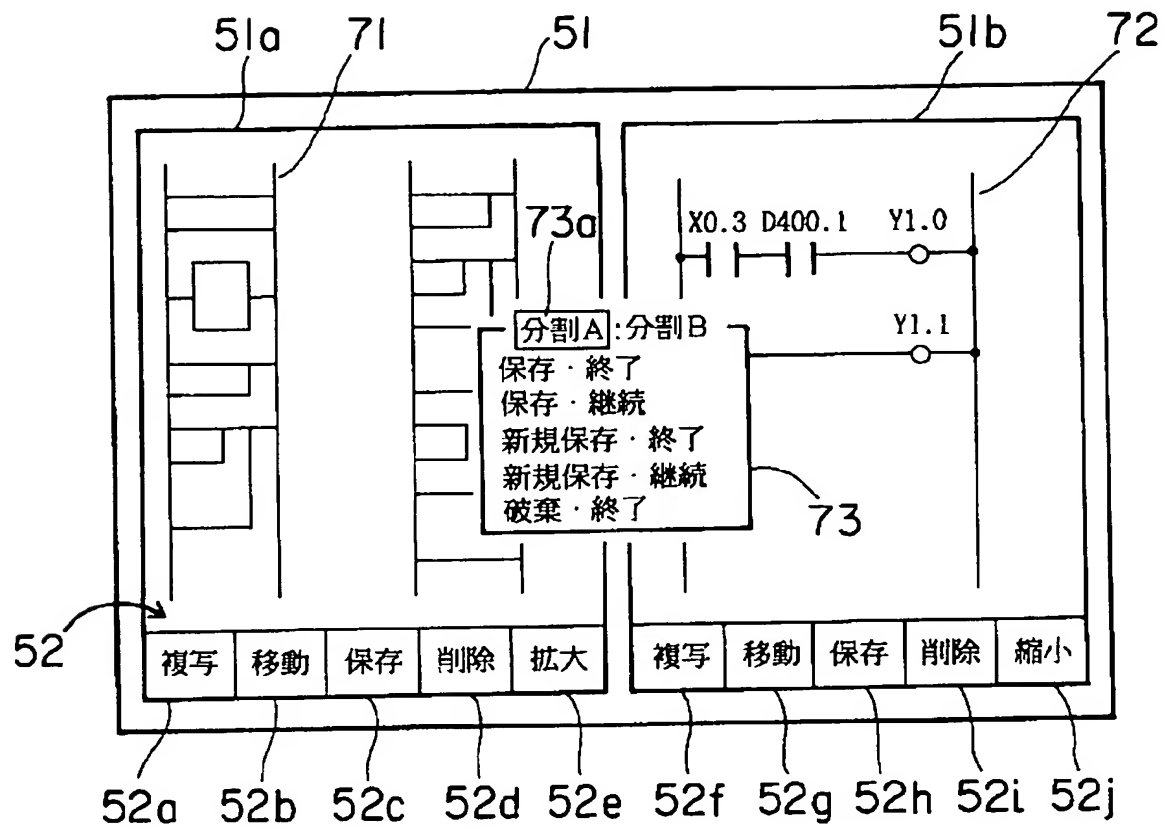 51a 71 51 51b 72
73a
X0.3 D400.1 Y1.0
分割A:分割B
Y1.1
保存・終了
保存・継続
新規保存・終了
新規保存・継続
破棄・終了
73
52
複写 移動 保存 削除 拡大 複写 移動 保存 削除 縮小
52a 52b 52c 52d 52e 52f 52g 52h 52i 52j